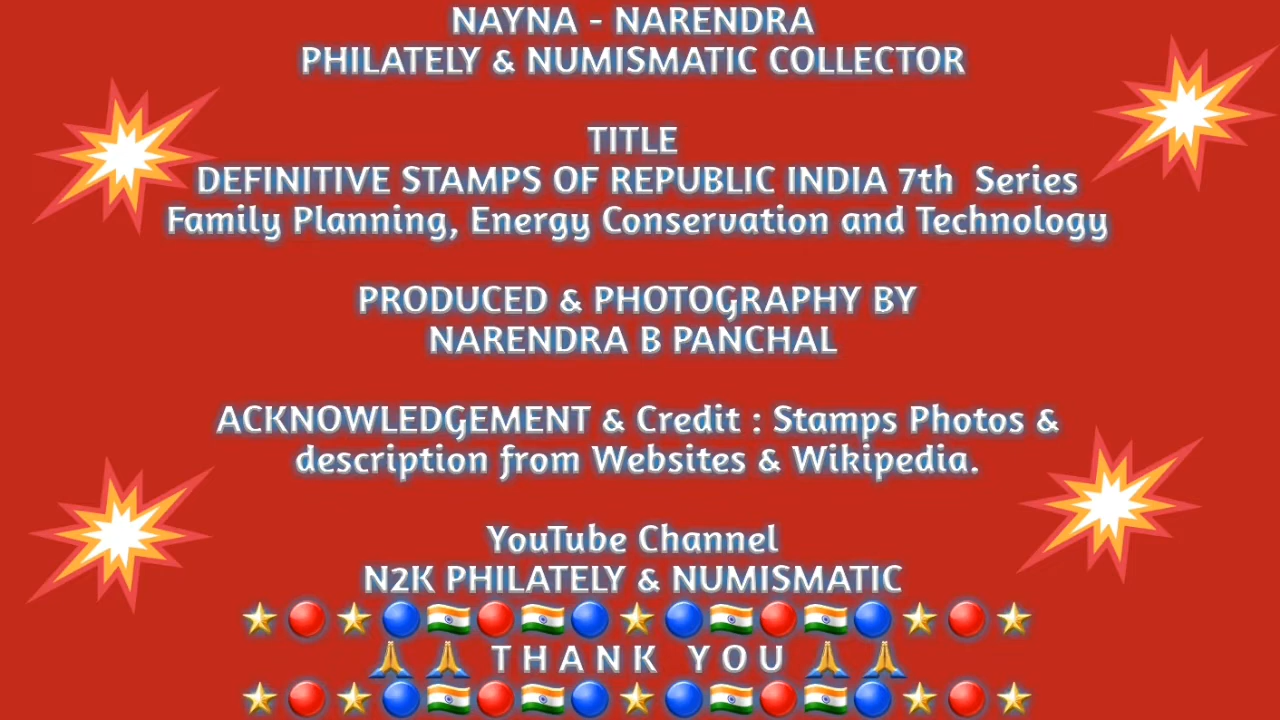 NAYNA - NARENDRA
PHILATELY & NUMISMATIC COLLECTOR
TITLE
DEFINITIVE STAMPS OF REPUBLIC INDIA 7th Series
Family Planning, Energy Conservation and Technology
PRODUCED & PHOTOGRAPHY BY
NARENDRA B PANCHAL
ACKNOWLEDGEMENT & Credit : Stamps Photos &
description from Websites & Wikipedia.
YouTube Channel
N2K PHILATELY & NUMISMATIC
THANK YOU